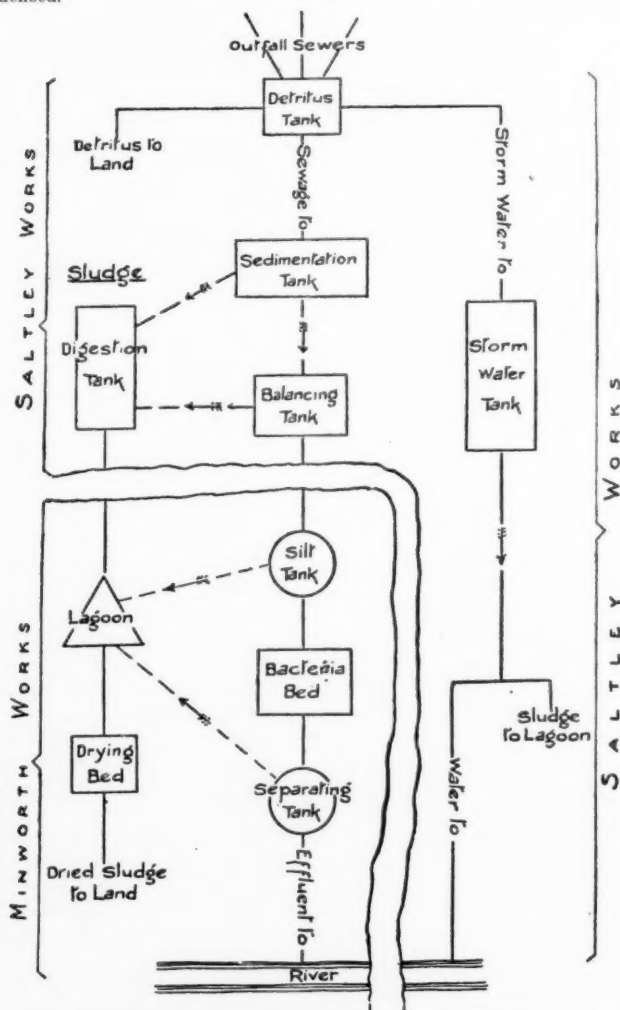 Outfall Sewers
Detritus
Tank
Detritus to
Land
Sewage to
Storm Water to
SALTLEY WORKS
Sedimentation
Tank
Sludge
Digestion
Tank
Storm
Water
Tank
Balancing
Tank
SALTLEY WORKS
Silt
Tank
Lagoon
Bacteria
Bed
MINWORTH WORKS
Sludge
to Lagoon
Drying
Bed
Separating
Tank
Water to
Dried Sludge
to Land
Effluent to
River